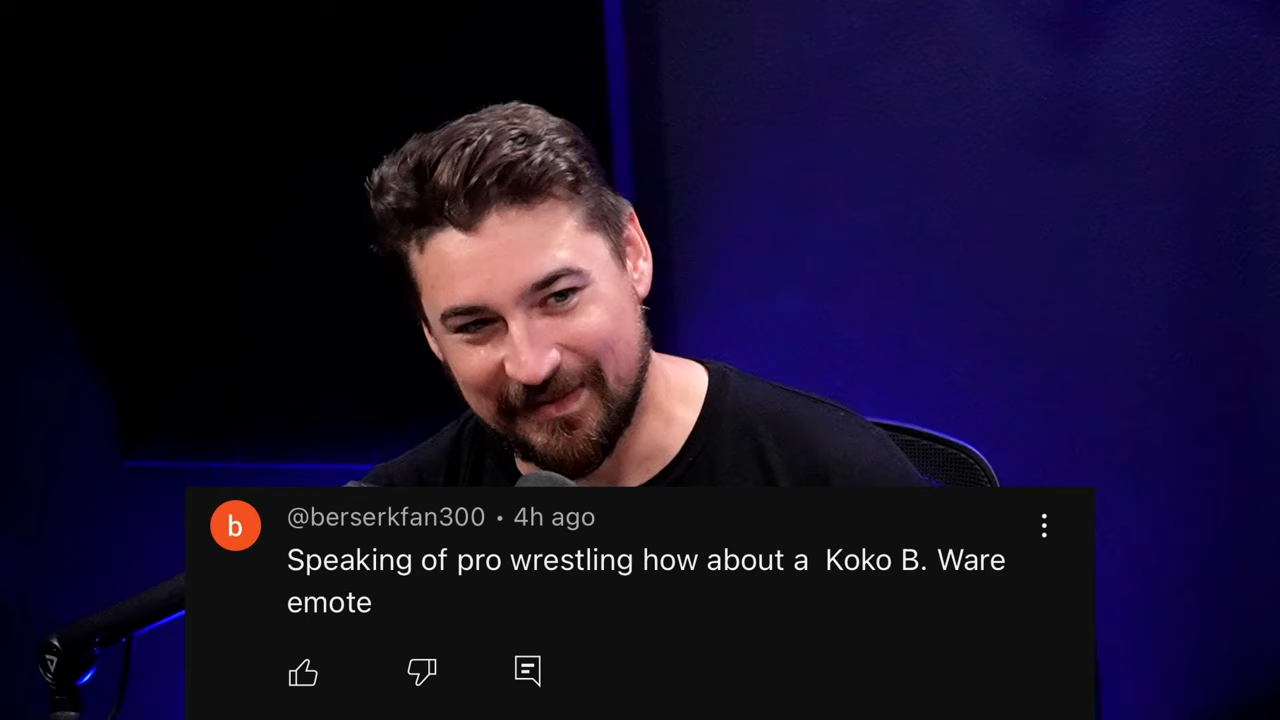 b
@berserkfan300 • 4h ago
Speaking of pro wrestling how about a  Koko B. Ware
emote